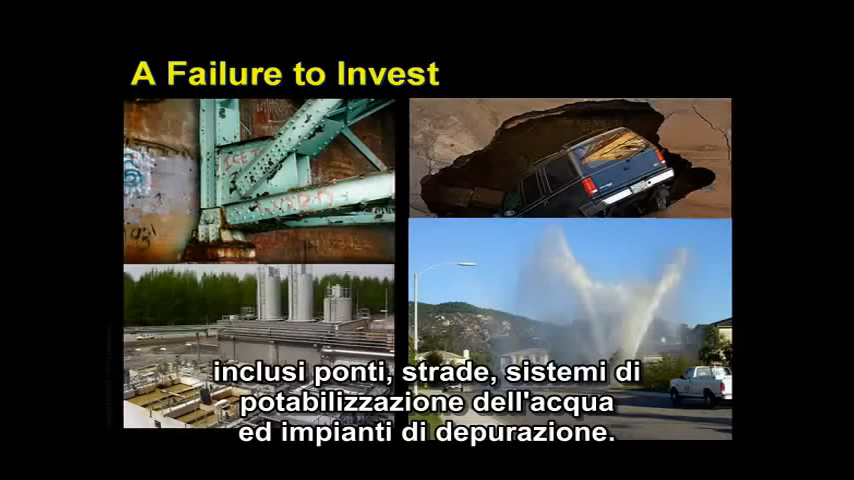 A Failure to Invest
inclusi ponti, strade, sistemi di
potabilizzazione dell'acqua
ed impianti di depurazione.